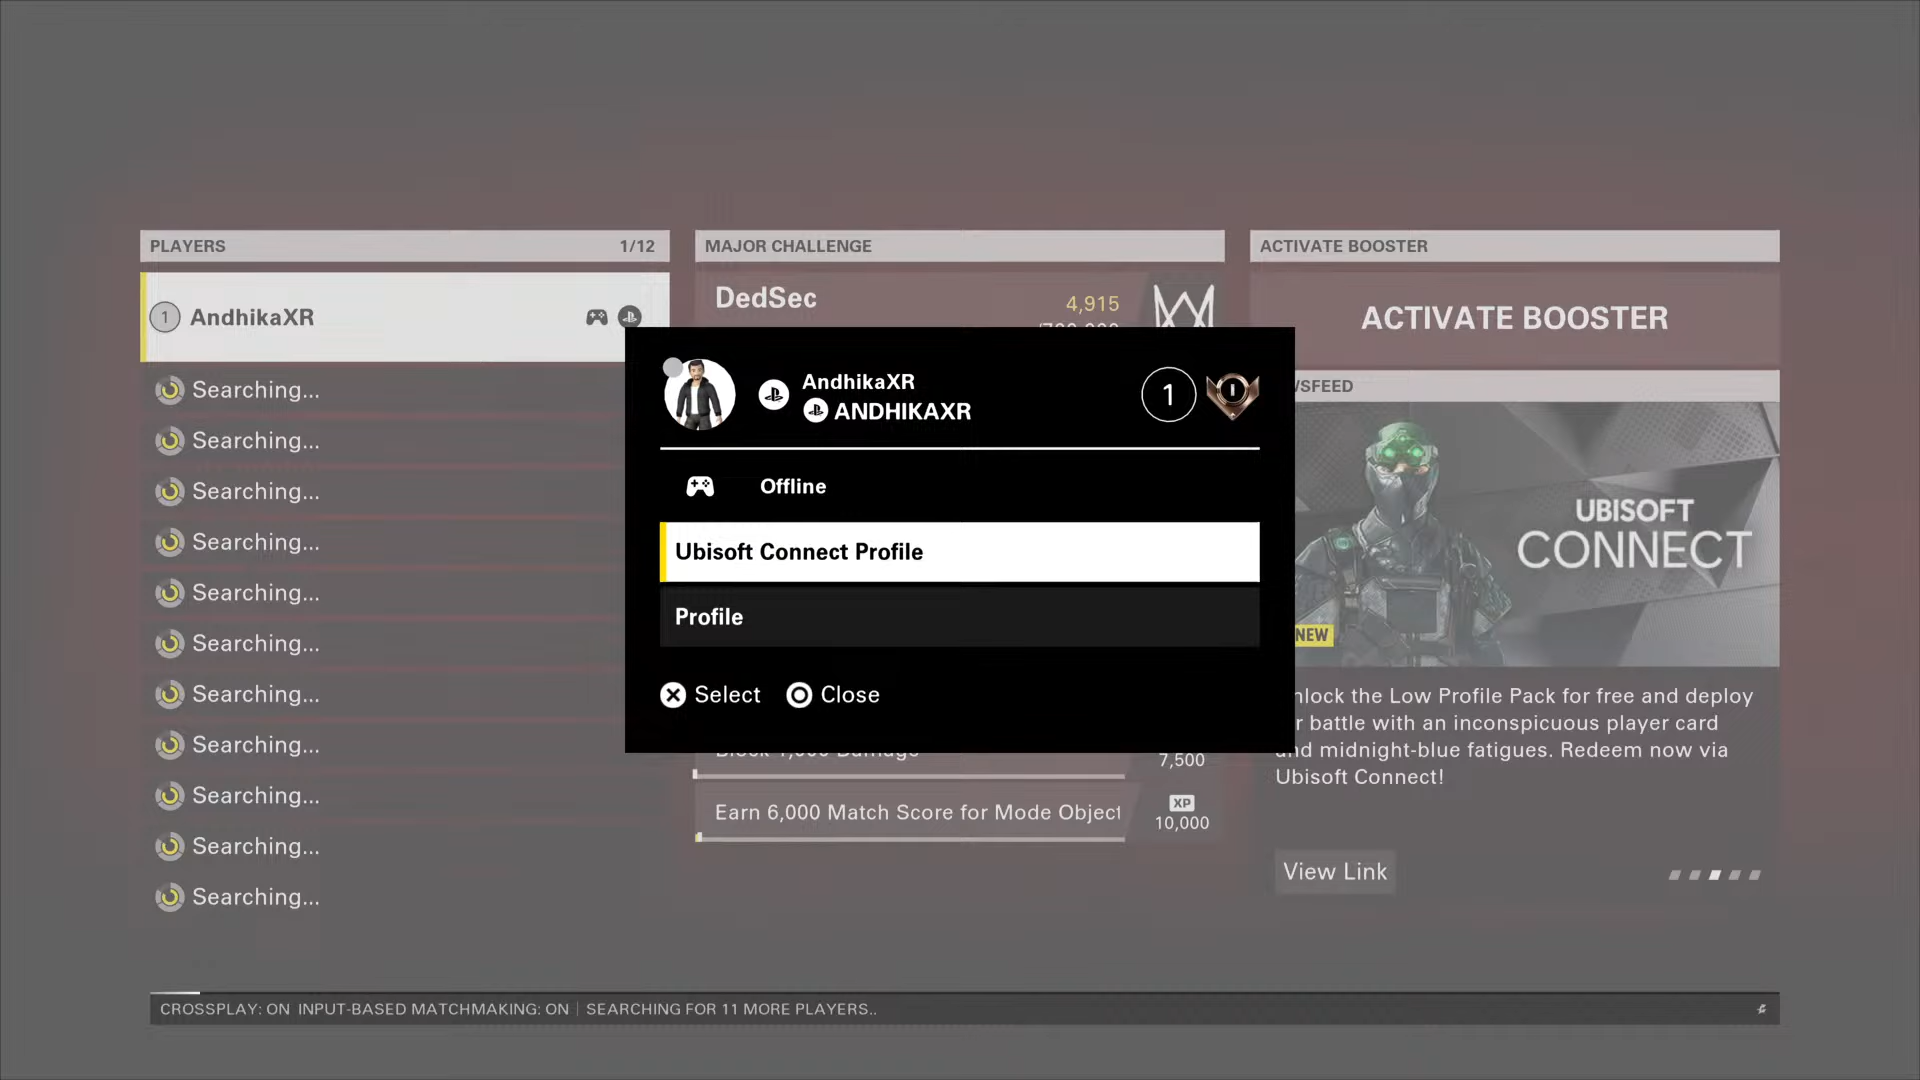 PLAYERS 1/12
1 AndhikaXR
Searching...
Searching...
Searching...
Searching...
Searching...
Searching...
Searching...
Searching...
Searching...
Searching...
Searching...
MAJOR CHALLENGE
DedSec
4,915
AndhikaXR
ANDHIKAXR
1
Offline
Ubisoft Connect Profile
Profile
Select Close
7,500
Earn 6,000 Match Score for Mode Object
XP
10,000
ACTIVATE BOOSTER
ACTIVATE BOOSTER
WSFEED
UBISOFT
CONNECT
NEW
nlock the Low Profile Pack for free and deploy
r battle with an inconspicuous player card
and midnight-blue fatigues. Redeem now via
Ubisoft Connect!
View Link
CROSSPLAY: ON INPUT-BASED MATCHMAKING: ON | SEARCHING FOR 11 MORE PLAYERS..